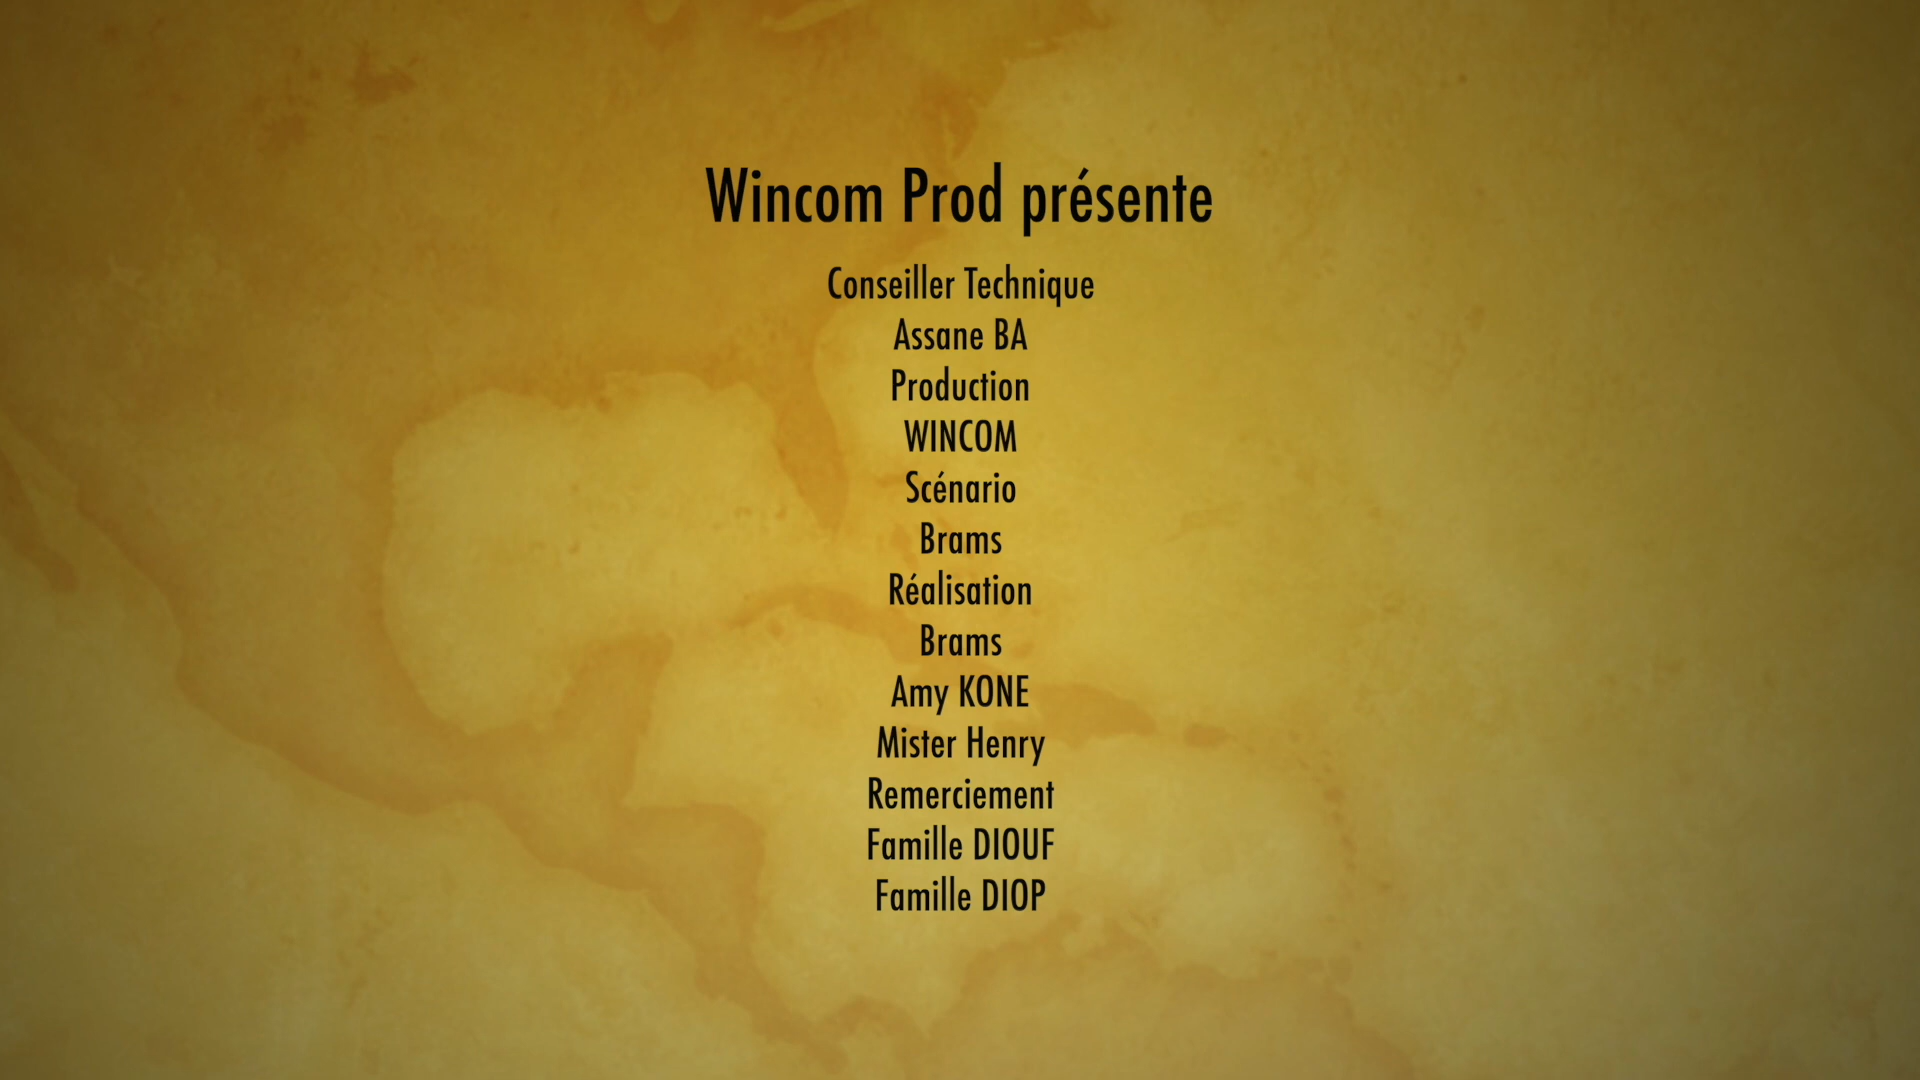 Wincom Prod présente
Conseiller Technique
Assane BA
Production
WINCOM
Scénario
Brams
Réalisation
Brams
Amy KONE
Mister Henry
Remerciement
Famille DIOUF
Famille DIOP